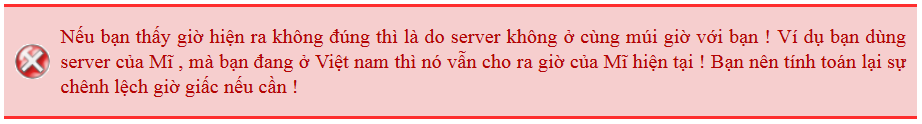 Nếu bạn thấy giờ hiện ra không đúng thì là do server không ở cùng múi giờ với bạn ! Ví dụ bạn dùng
server của Mĩ , mà bạn đang ở Việt nam thì nó vẫn cho ra giờ của Mĩ hiện tại ! Bạn nên tính toán lại sự
chênh lệch giờ giấc nếu cần !